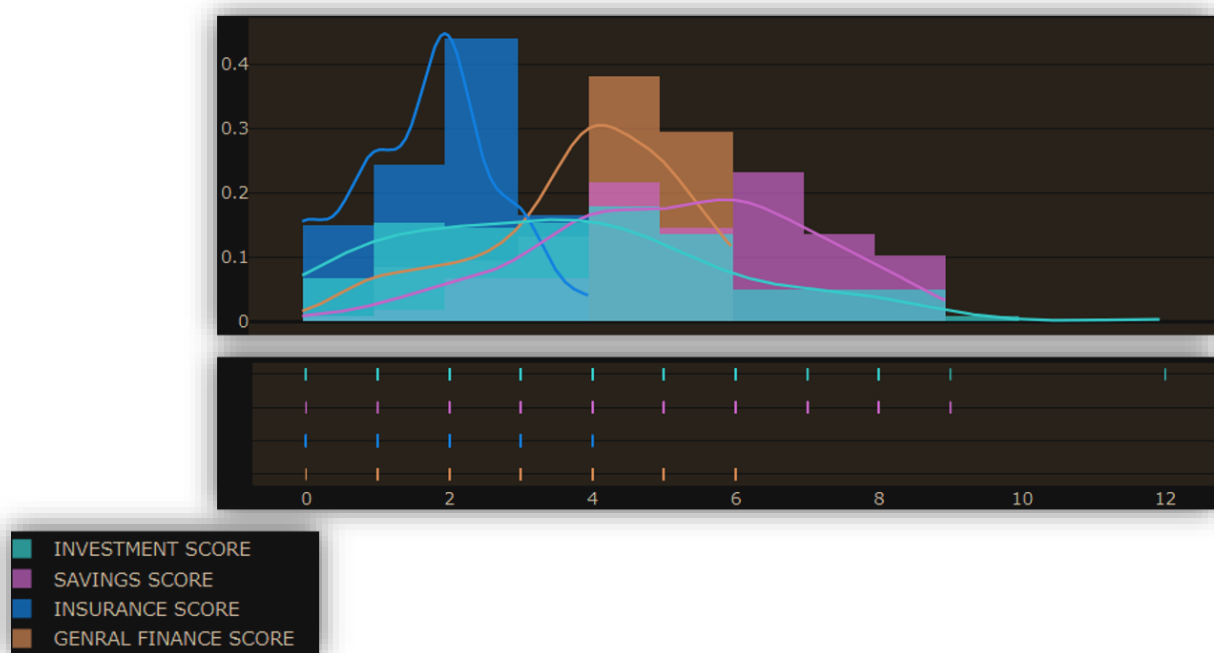 0.4
0.3
0.2
0.1
0
0 2 4 6 8 10 12
INVESTMENT SCORE
SAVINGS SCORE
INSURANCE SCORE
GENRAL FINANCE SCORE